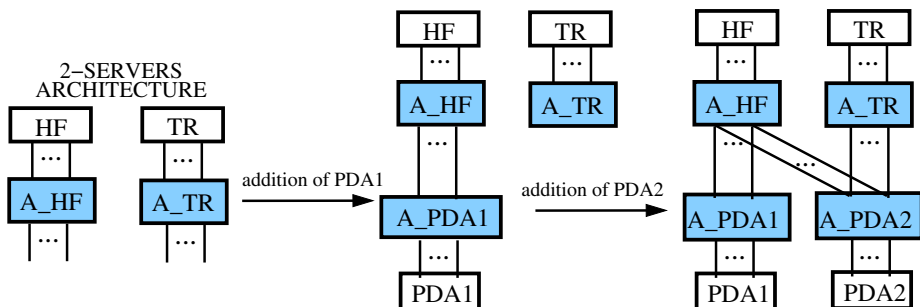 2−SERVERS
ARCHITECTURE
HF
TR
...
...
A_HF
A_TR
...
...
addition of PDA1
HF
TR
...
...
A_HF
A_TR
...
A_PDA1
...
PDA1
addition of PDA2
HF
TR
...
...
A_HF
A_TR
...
...
...
A_PDA1
A_PDA2
...
...
PDA1
PDA2